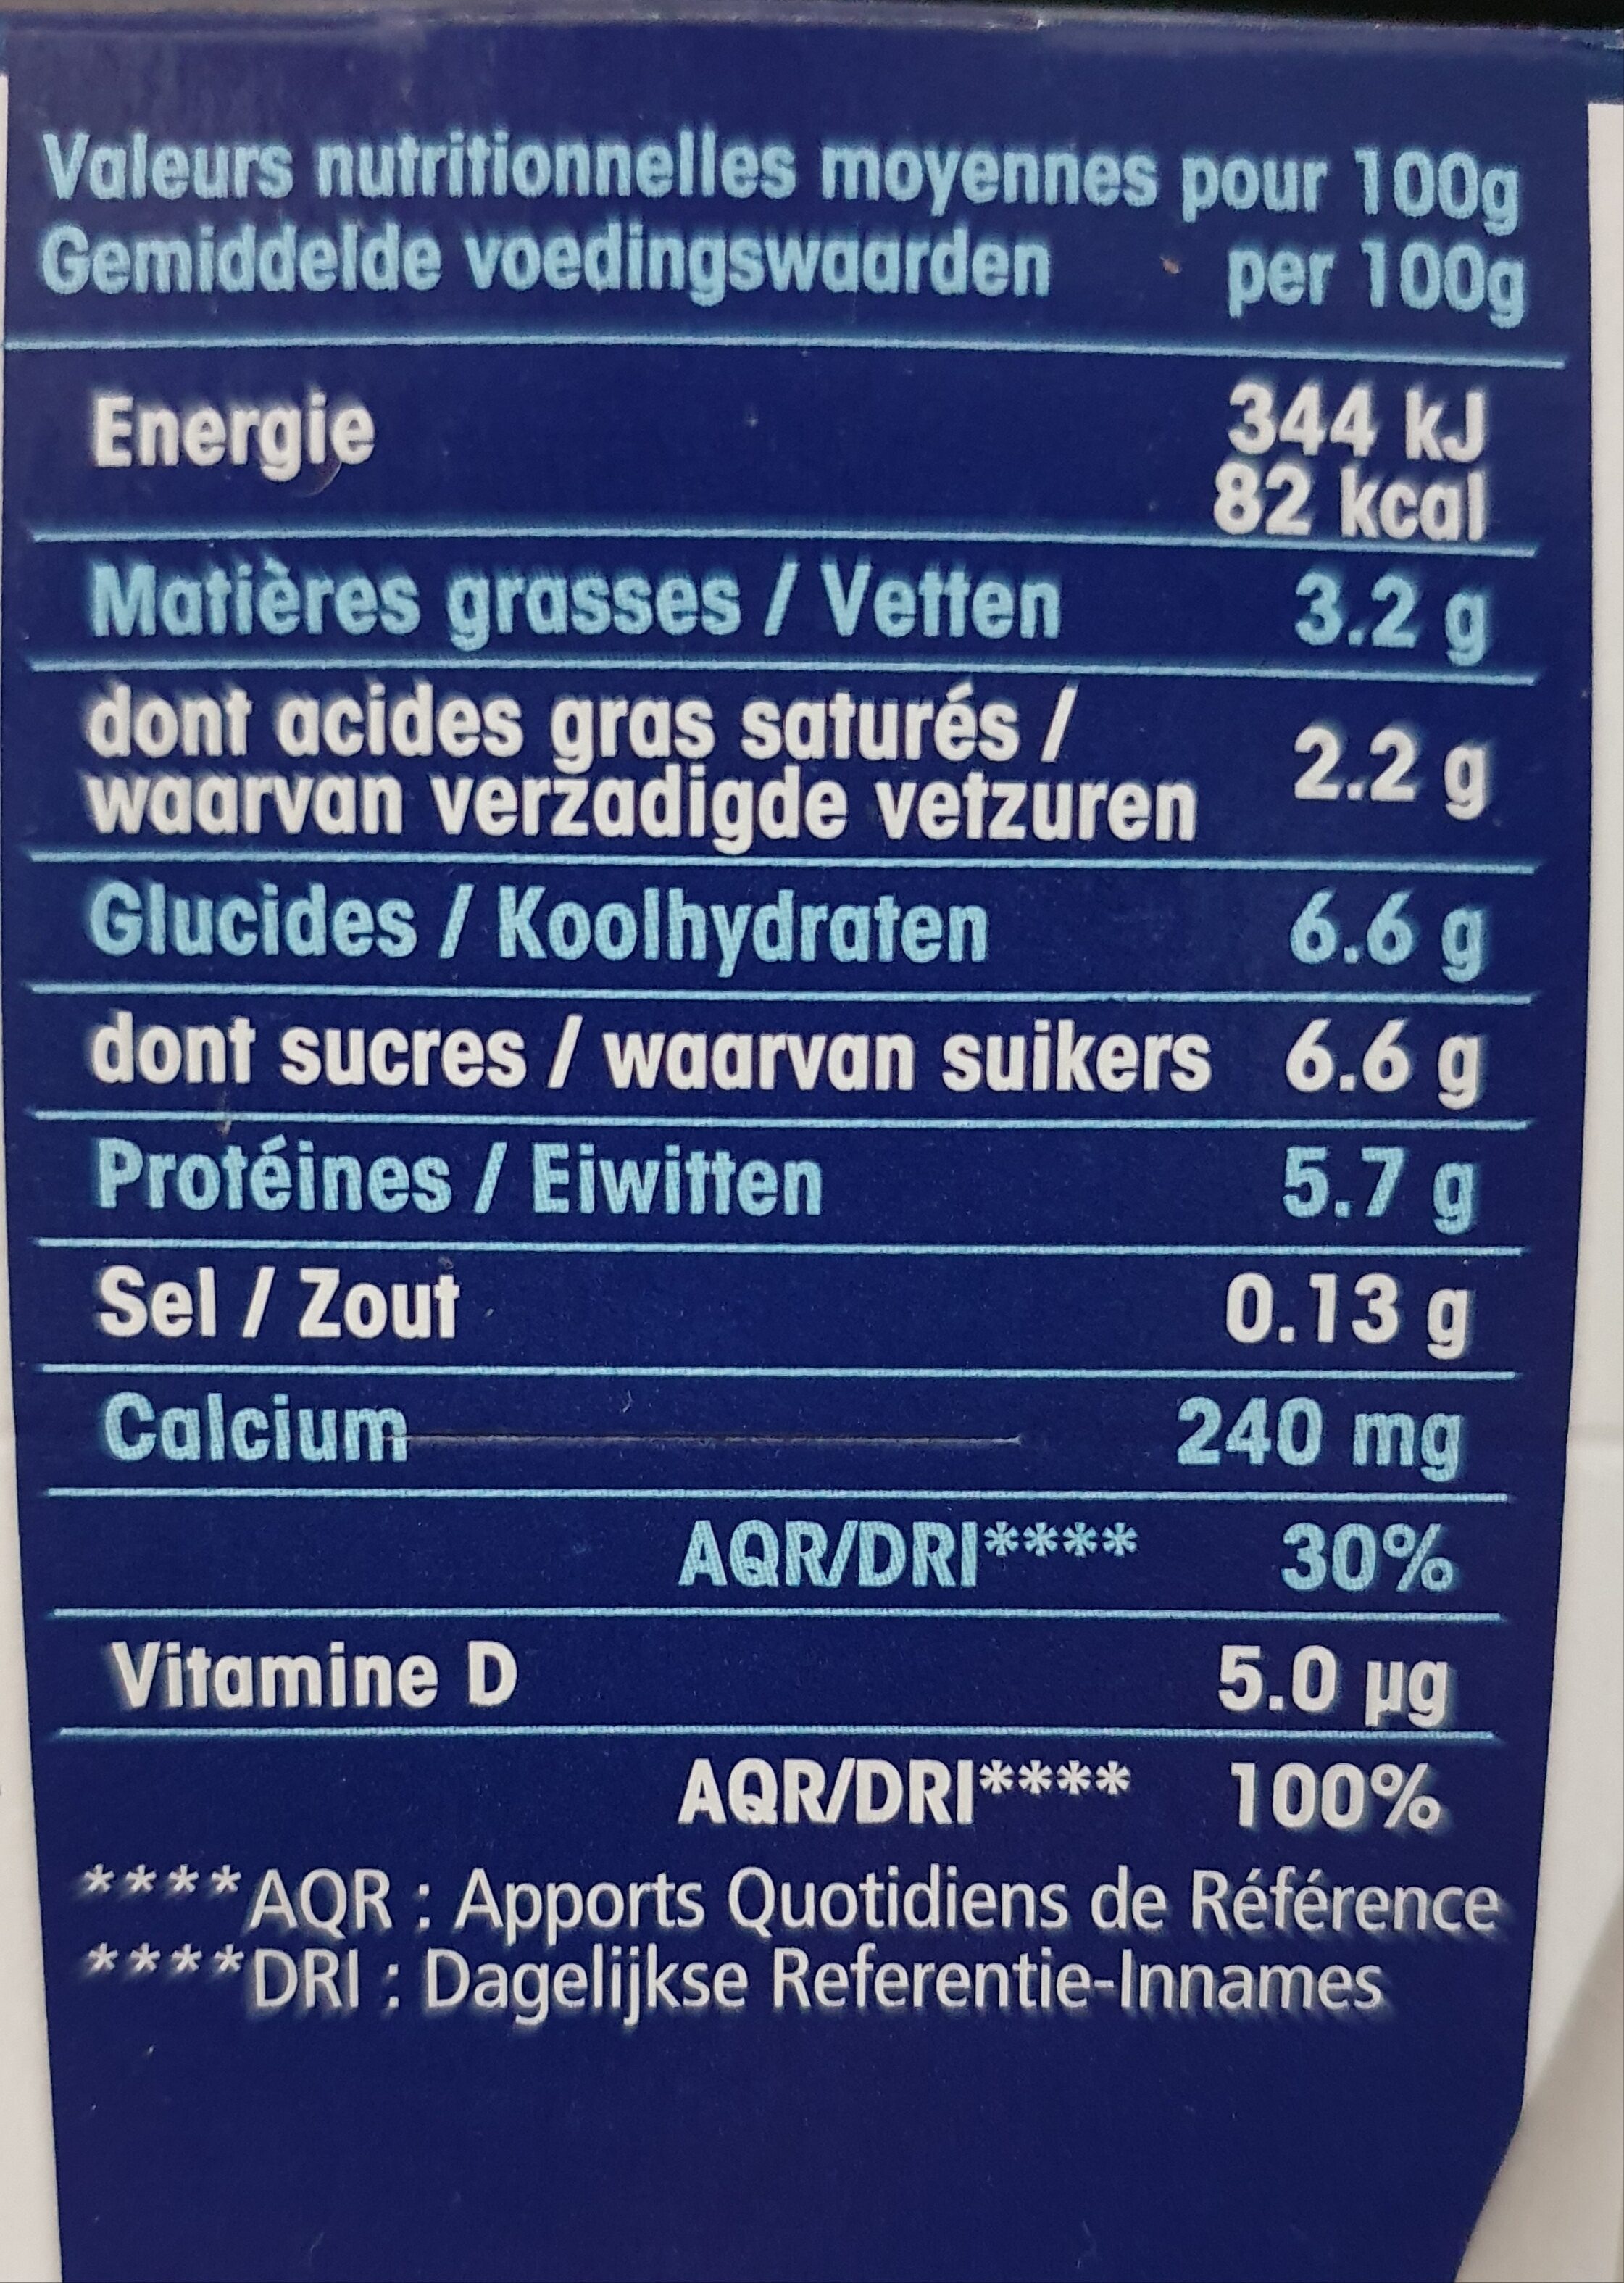 Valeurs nutritionnelles moyennes pour 100g
Gemiddelde voedingswaarden per 100g
Energie 344 kJ
82 kcal
Matières grasses / Vetten 3.2 g
dont acides gras saturés /
waarvan verzadigde vetzuren 2.2 g
Glucides / Koolhydraten 6.6 g
dont sucres / waarvan suikers 6.6 g
Protéines / Eiwitten 5.7 g
Sel / Zout 0.13 g
Calcium 240 mg
AQR/DRI**** 30%
Vitamine D 5.0 µg
AQR/DRI**** 100%
****AQR : Apports Quotidiens de Référence
****DRI : Dagelijkse Referentie-Innames